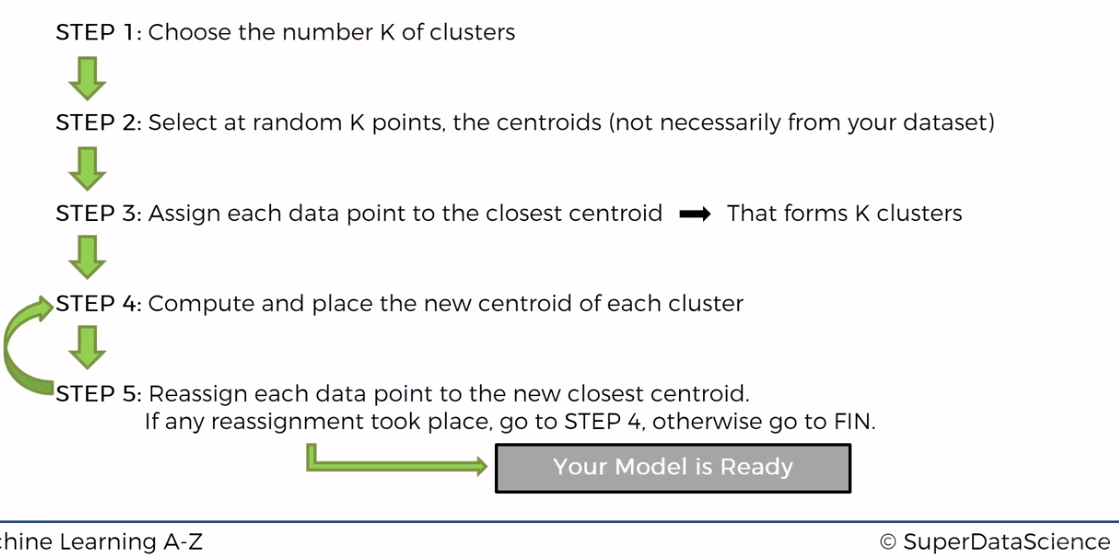 STEP 1: Choose the number K of clusters
STEP 2: Select at random K points, the centroids (not necessarily from your dataset)
STEP 3: Assign each data point to the closest centroid ➡ That forms K clusters
STEP 4: Compute and place the new centroid of each cluster
STEP 5: Reassign each data point to the new closest centroid.
If any reassignment took place, go to STEP 4, otherwise go to FIN.
Your Model is Ready
chine Learning A-Z
© SuperDataScience